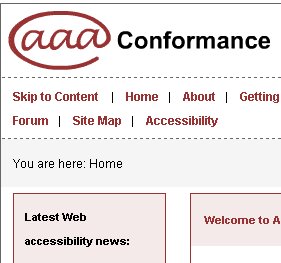 @aaa Conformance
Skip to Content | Home | About | Getting
Forum | Site Map | Accessibility
You are here: Home
Latest Web
accessibility news:
Welcome to A